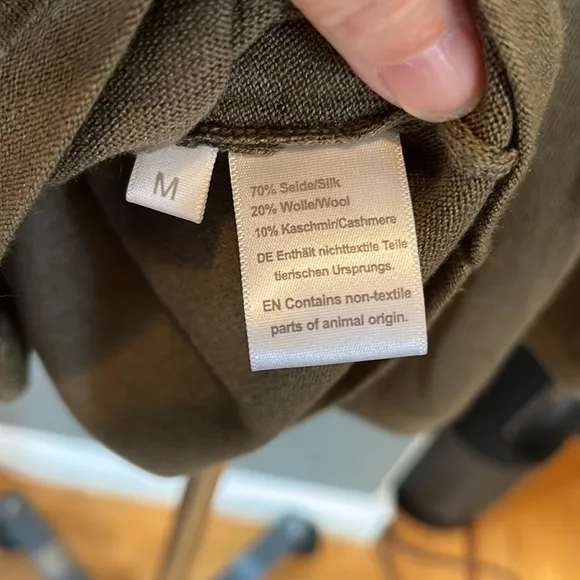 M
70% Seide/Silk
20% Wolle/Wool
10% Kaschmir/Cashmere
DE Enthält nichttextile Teile
tierischen Ursprungs.
EN Contains non-textile
parts of animal origin.